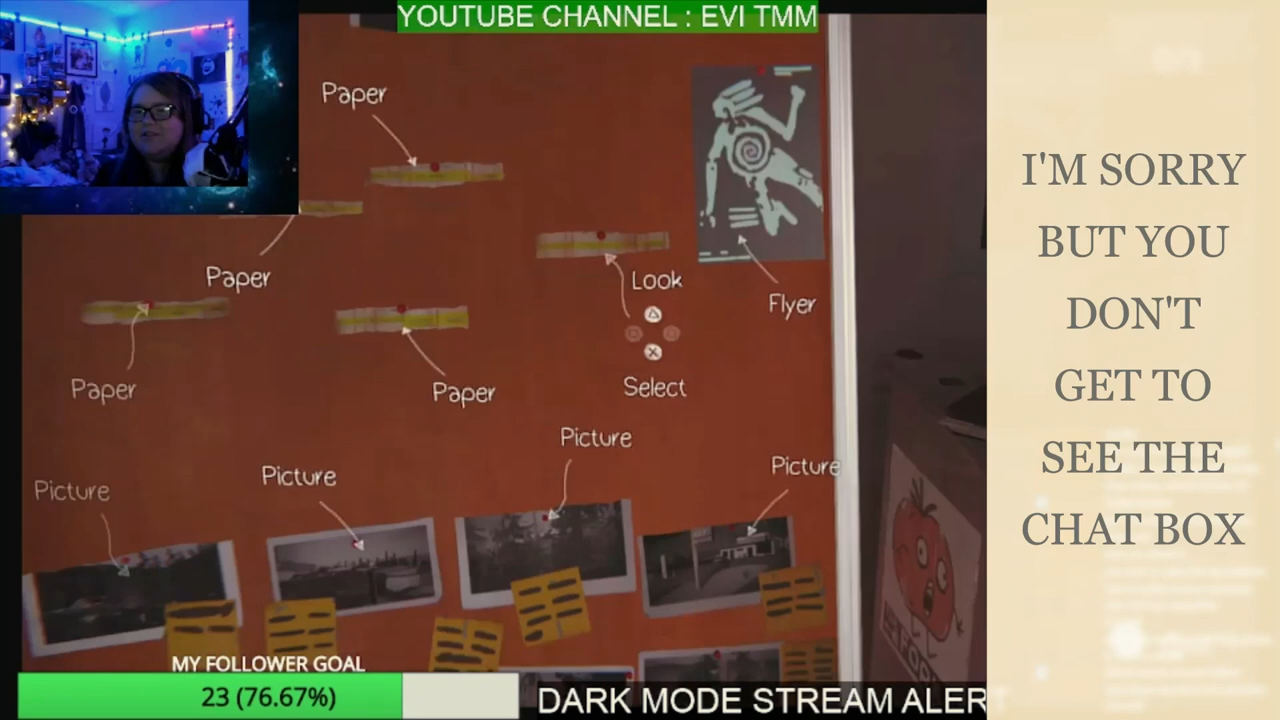 YOUTUBE CHANNEL : EVI TMM
Paper
Paper
Look
Flyer
Select
Paper
Paper
Picture
Picture
Picture
Picture
MY FOLLOWER GOAL
23 (76.67%)
DARK MODE STREAM ALER
I'M SORRY
BUT YOU
DON'T
GET TO
SEE THE
CHAT BOX